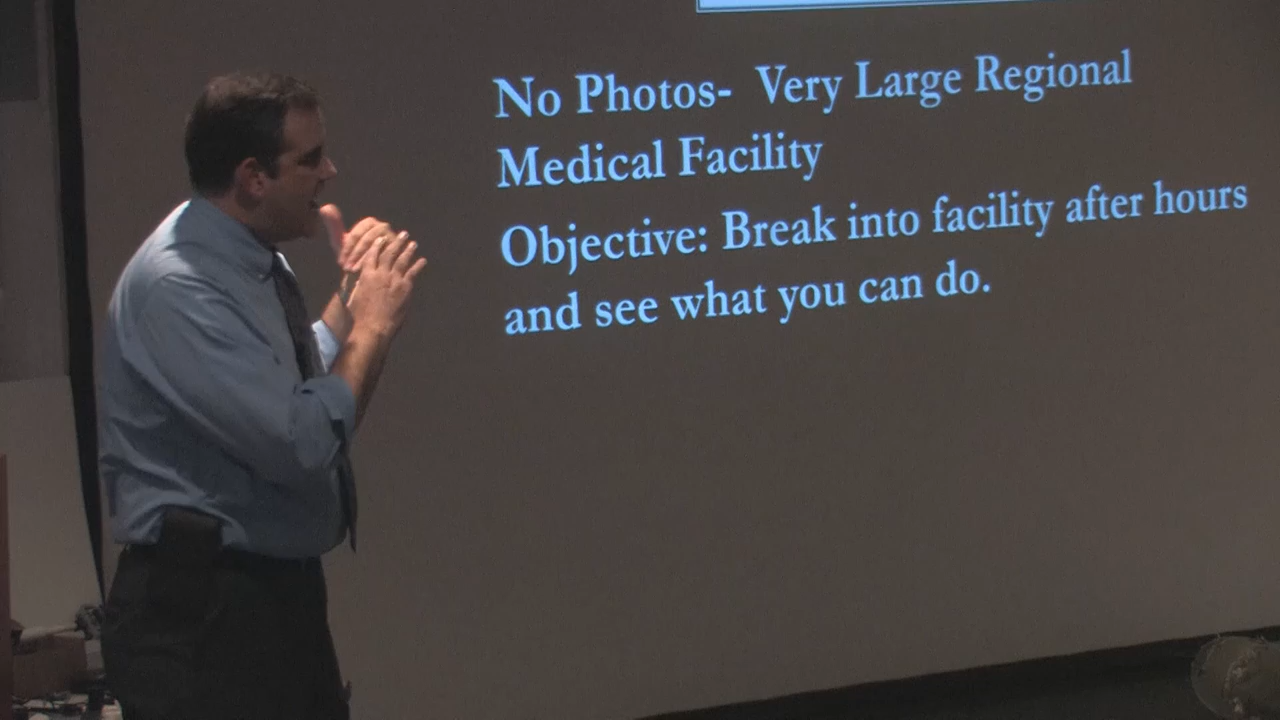 No Photos- Very Large Regional
Medical Facility
Objective: Break into facility after hours
and see what you can do.